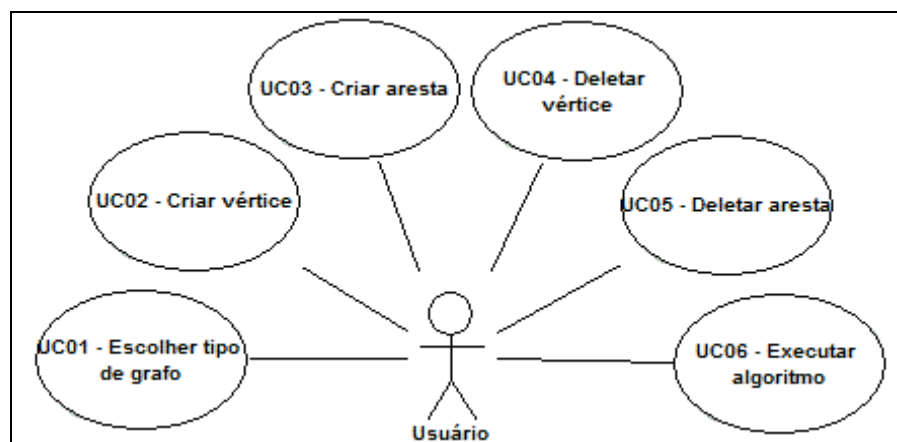 UC03 - Criar aresta
UC04 - Deletar
vértice
UC02 - Criar vértice
UC05 - Deletar aresta
UC01 - Escolher tipo
de grafo
UC06 - Executar
algoritmo
Usuário